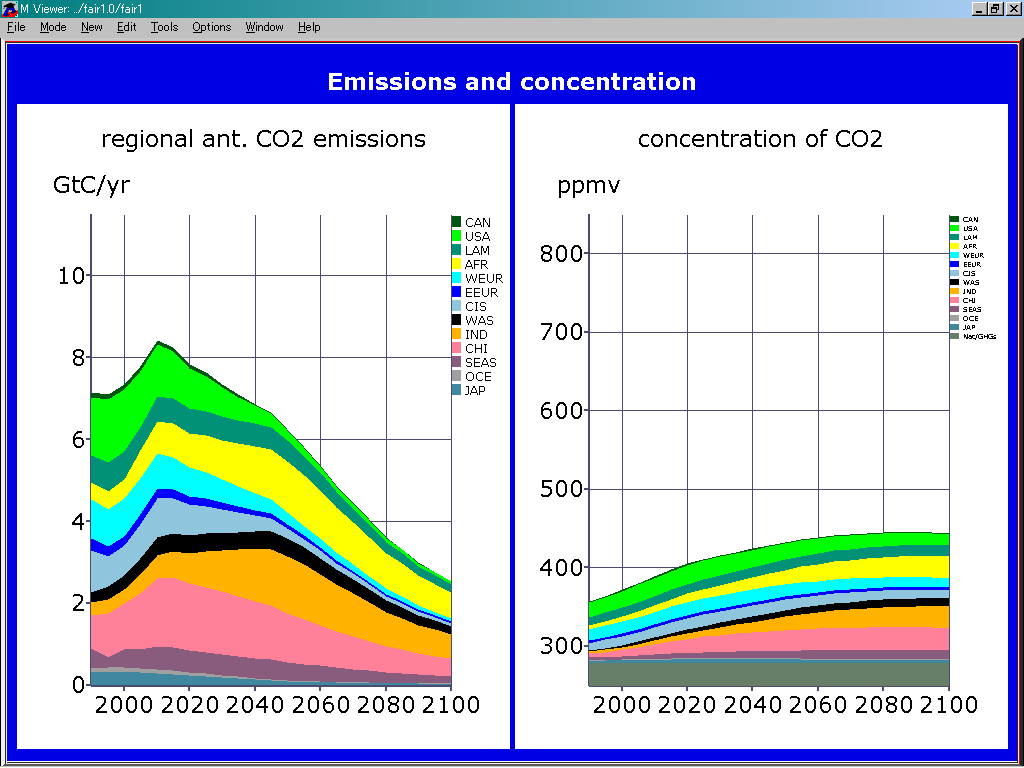 M Viewer: ../fair1.0/fair1
File Mode New Edit Tools Options Window Help
Emissions and concentration
regional ant. CO2 emissions
GtC/yr
10
8
6
4
2
0
2000 2020 2040 2060 2080 2100
CAN
USA
LAM
AFR
WEUR
EEUR
CIS
WAS
IND
CHI
SEAS
OCE
JAP
concentration of CO2
ppmv
800
700
600
500
400
300
2000 2020 2040 2060 2080 2100
CAN
USA
LAM
AFR
WEUR
EEUR
CIS
WAS
IND
CHI
SEAS
OCE
JAP
Nat/GHGs